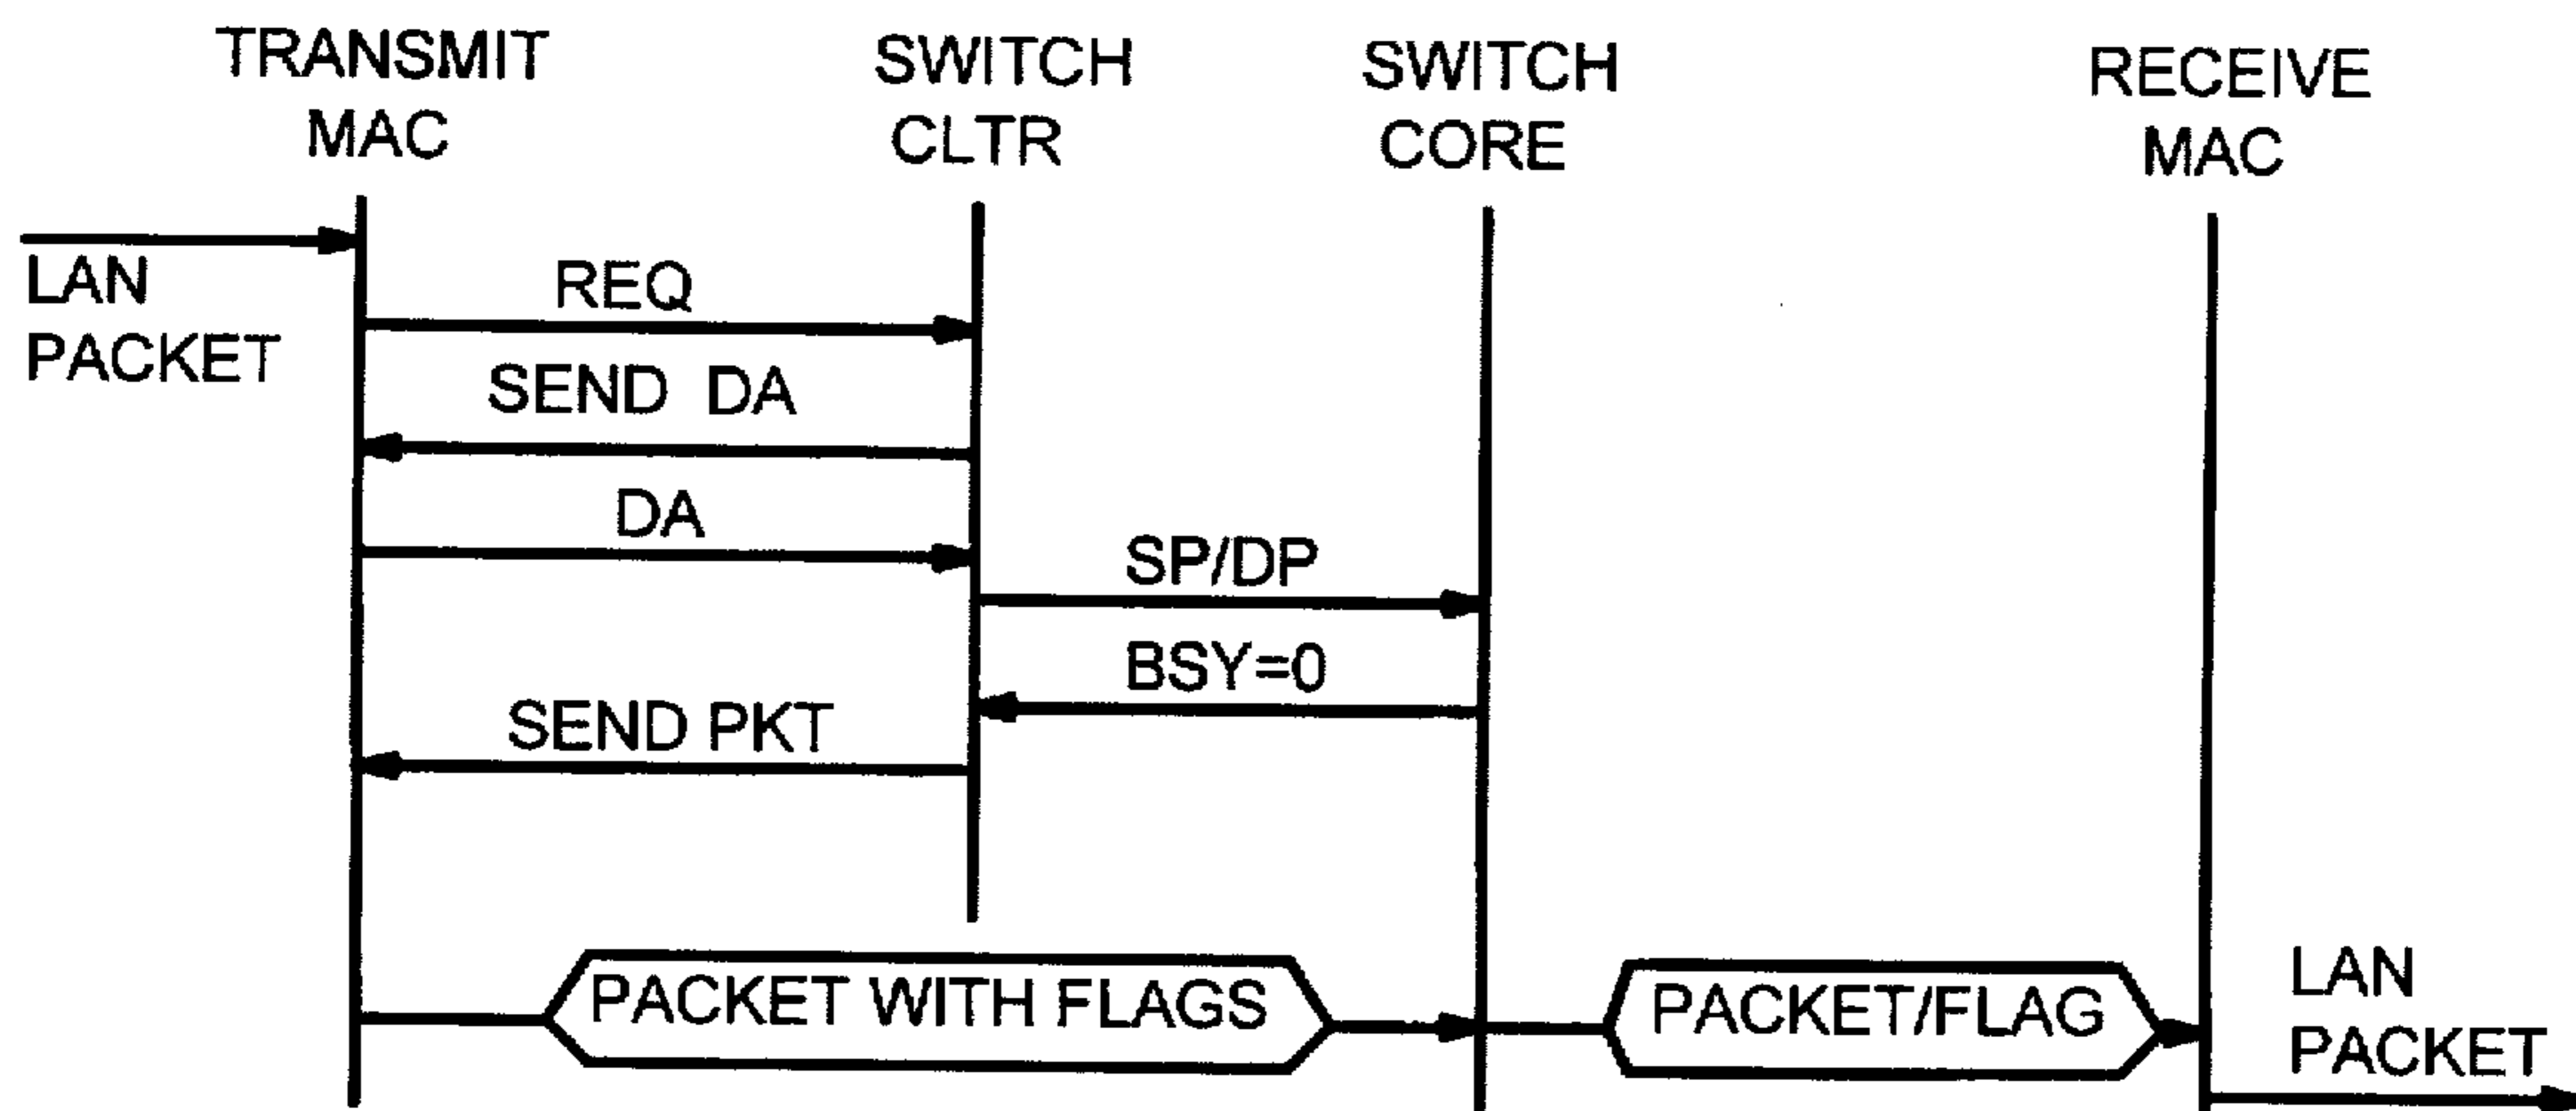 TRANSMIT
MAC
SWITCH
CLTR
SWITCH
CORE
RECEIVE
MAC
LAN
PACKET
REQ
SEND DA
DA
SP/DP
BSY=0
SEND PKT
PACKET WITH FLAGS
PACKET/FLAG
LAN
PACKET